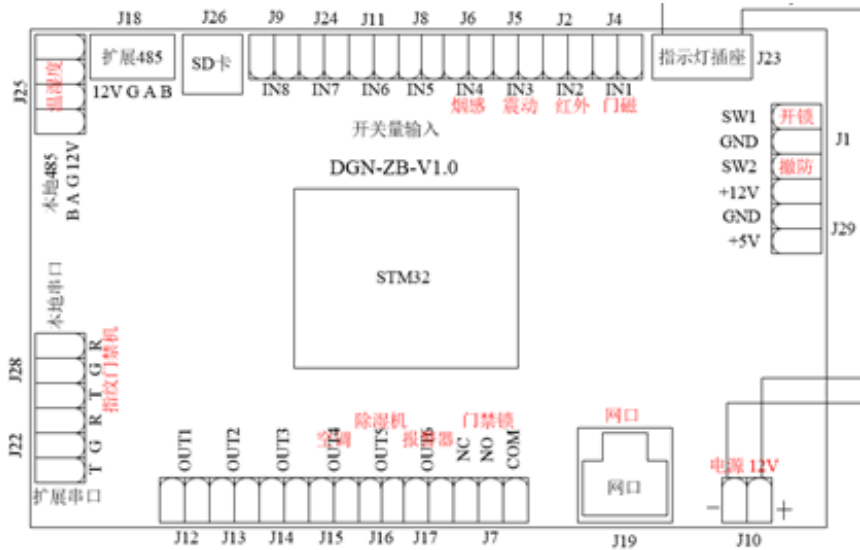 J18 J26 J9 J24 J11 J8 J6 J5 J2 J4
扩展485 SD卡 指示灯插座 J23
J25 温湿度
12V G A B IN8 IN7 IN6 IN5 IN4 IN3 IN2 IN1
烟感 震动 红外 门磁
开关量输入
DGN-ZB-V1.0
本地485
B A G 12V
SW1 开锁
GND
SW2 撤防
+12V
GND
+5V
J1
J29
STM32
本地串口
J28 T G R
指纹门禁机
J22 T G R
扩展串口
除湿机 门禁锁 网口
空调 报警器
OUT1 OUT2 OUT3 OUT4 OUT5 OUT6 NC NO COM
网口
电源 12V
- +
J12 J13 J14 J15 J16 J17 J7 J19 J10